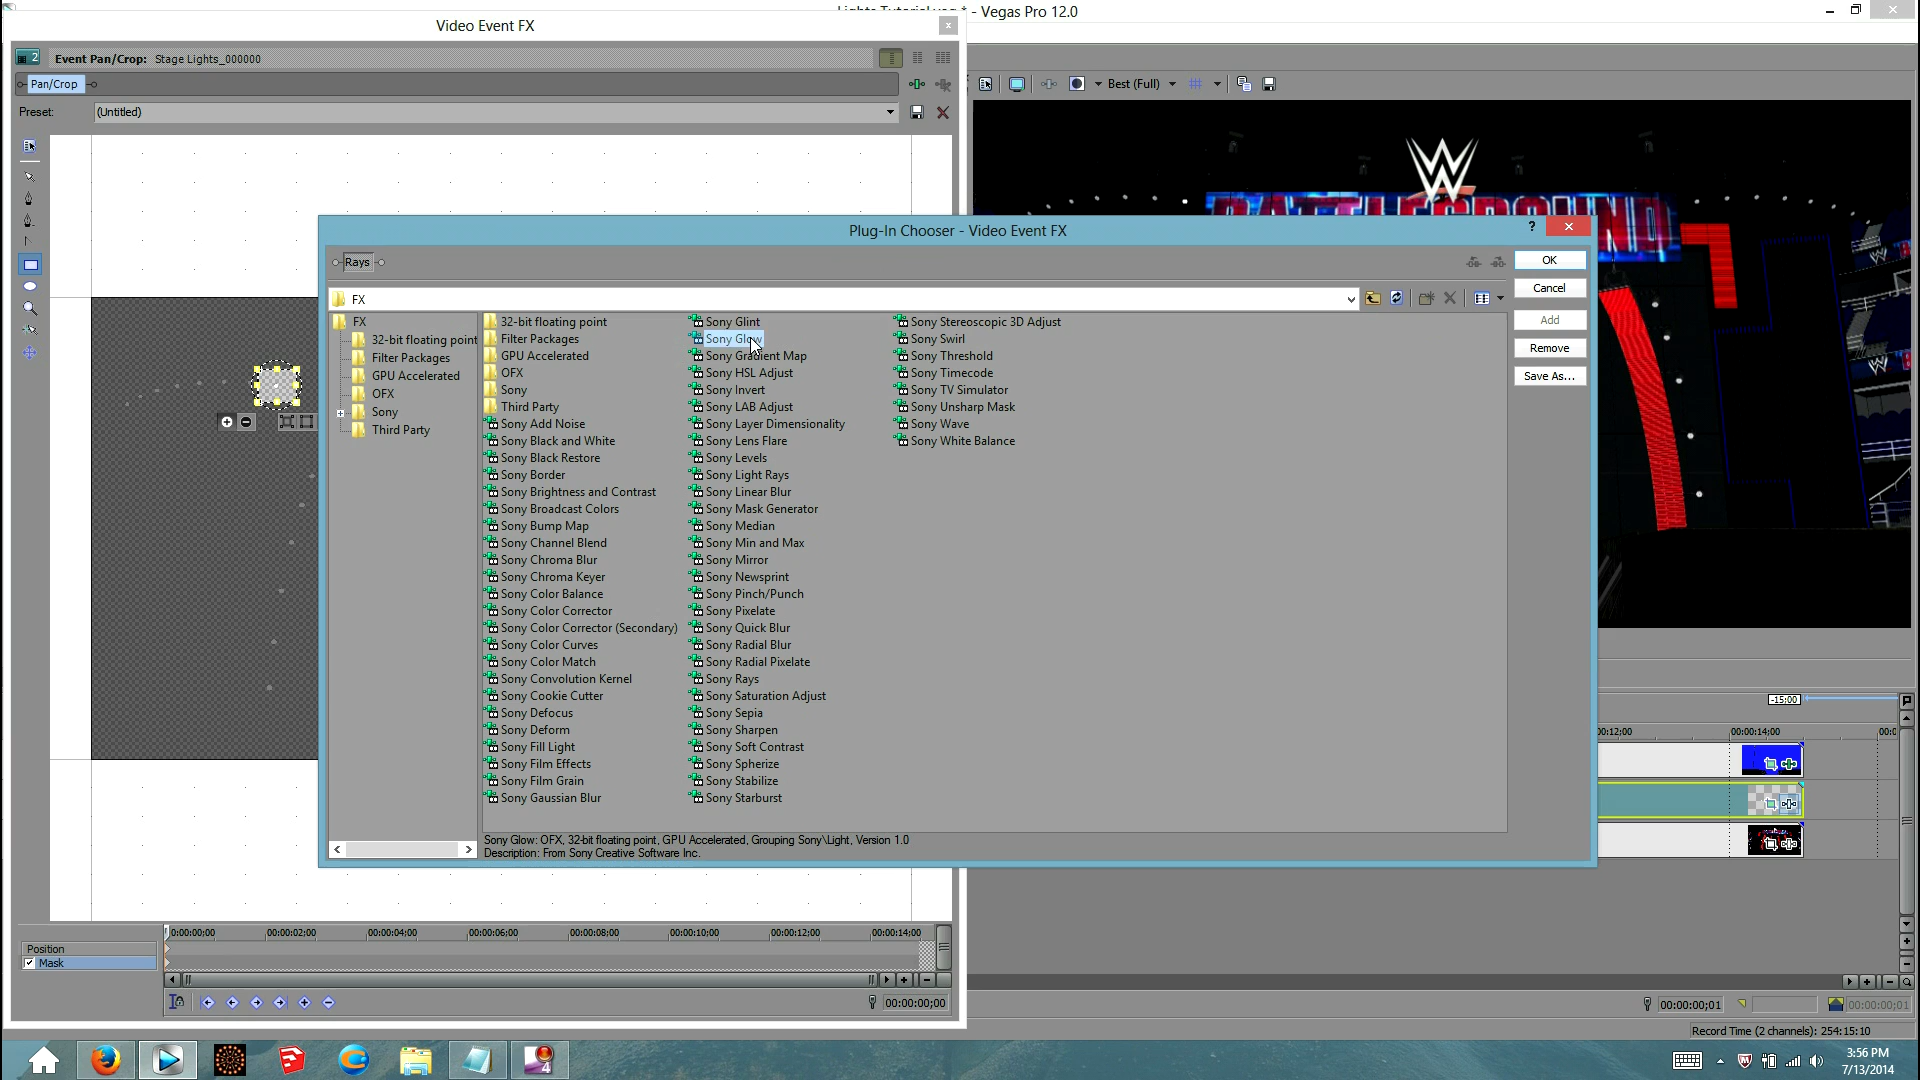 Video Event FX
Lights Tutorial.veg * - Vegas Pro 12.0
2
Event Pan/Crop: Stage Lights_000000
Pan/Crop
Preset:
(Untitled)
Best (Full)
W
BATTLEGROUND
Plug-In Chooser - Video Event FX
Rays
OK
FX
Cancel
Add
Remove
Save As...
FX
32-bit floating point
Filter Packages
GPU Accelerated
OFX
Sony
Third Party
32-bit floating point
Filter Packages
GPU Accelerated
OFX
Sony
Third Party
Sony Add Noise
Sony Black and White
Sony Black Restore
Sony Border
Sony Brightness and Contrast
Sony Broadcast Colors
Sony Bump Map
Sony Channel Blend
Sony Chroma Blur
Sony Chroma Keyer
Sony Color Balance
Sony Color Corrector
Sony Color Corrector (Secondary)
Sony Color Curves
Sony Color Match
Sony Convolution Kernel
Sony Cookie Cutter
Sony Defocus
Sony Deform
Sony Fill Light
Sony Film Effects
Sony Film Grain
Sony Gaussian Blur
Sony Glint
Sony Glow
Sony Gradient Map
Sony HSL Adjust
Sony Invert
Sony LAB Adjust
Sony Layer Dimensionality
Sony Lens Flare
Sony Levels
Sony Light Rays
Sony Linear Blur
Sony Mask Generator
Sony Median
Sony Min and Max
Sony Mirror
Sony Newsprint
Sony Pinch/Punch
Sony Pixelate
Sony Quick Blur
Sony Radial Blur
Sony Radial Pixelate
Sony Rays
Sony Saturation Adjust
Sony Sepia
Sony Sharpen
Sony Soft Contrast
Sony Spherize
Sony Stabilize
Sony Starburst
Sony Stereoscopic 3D Adjust
Sony Swirl
Sony Threshold
Sony Timecode
Sony TV Simulator
Sony Unsharp Mask
Sony Wave
Sony White Balance
Sony Glow: OFX, 32-bit floating point, GPU Accelerated, Grouping Sony\Light, Version 1.0
Description: From Sony Creative Software Inc.
-15:00
00:00:14;00
0:00:00;00 00:00:02;00 00:00:04;00 00:00:06;00 00:00:08;00 00:00:10;00 00:00:12;00 00:00:14;00
Position
Mask
00:00:00;00
00:00:00;01
00:00:00;01
Record Time (2 channels): 254:15:10
4
3:56 PM
7/13/2014